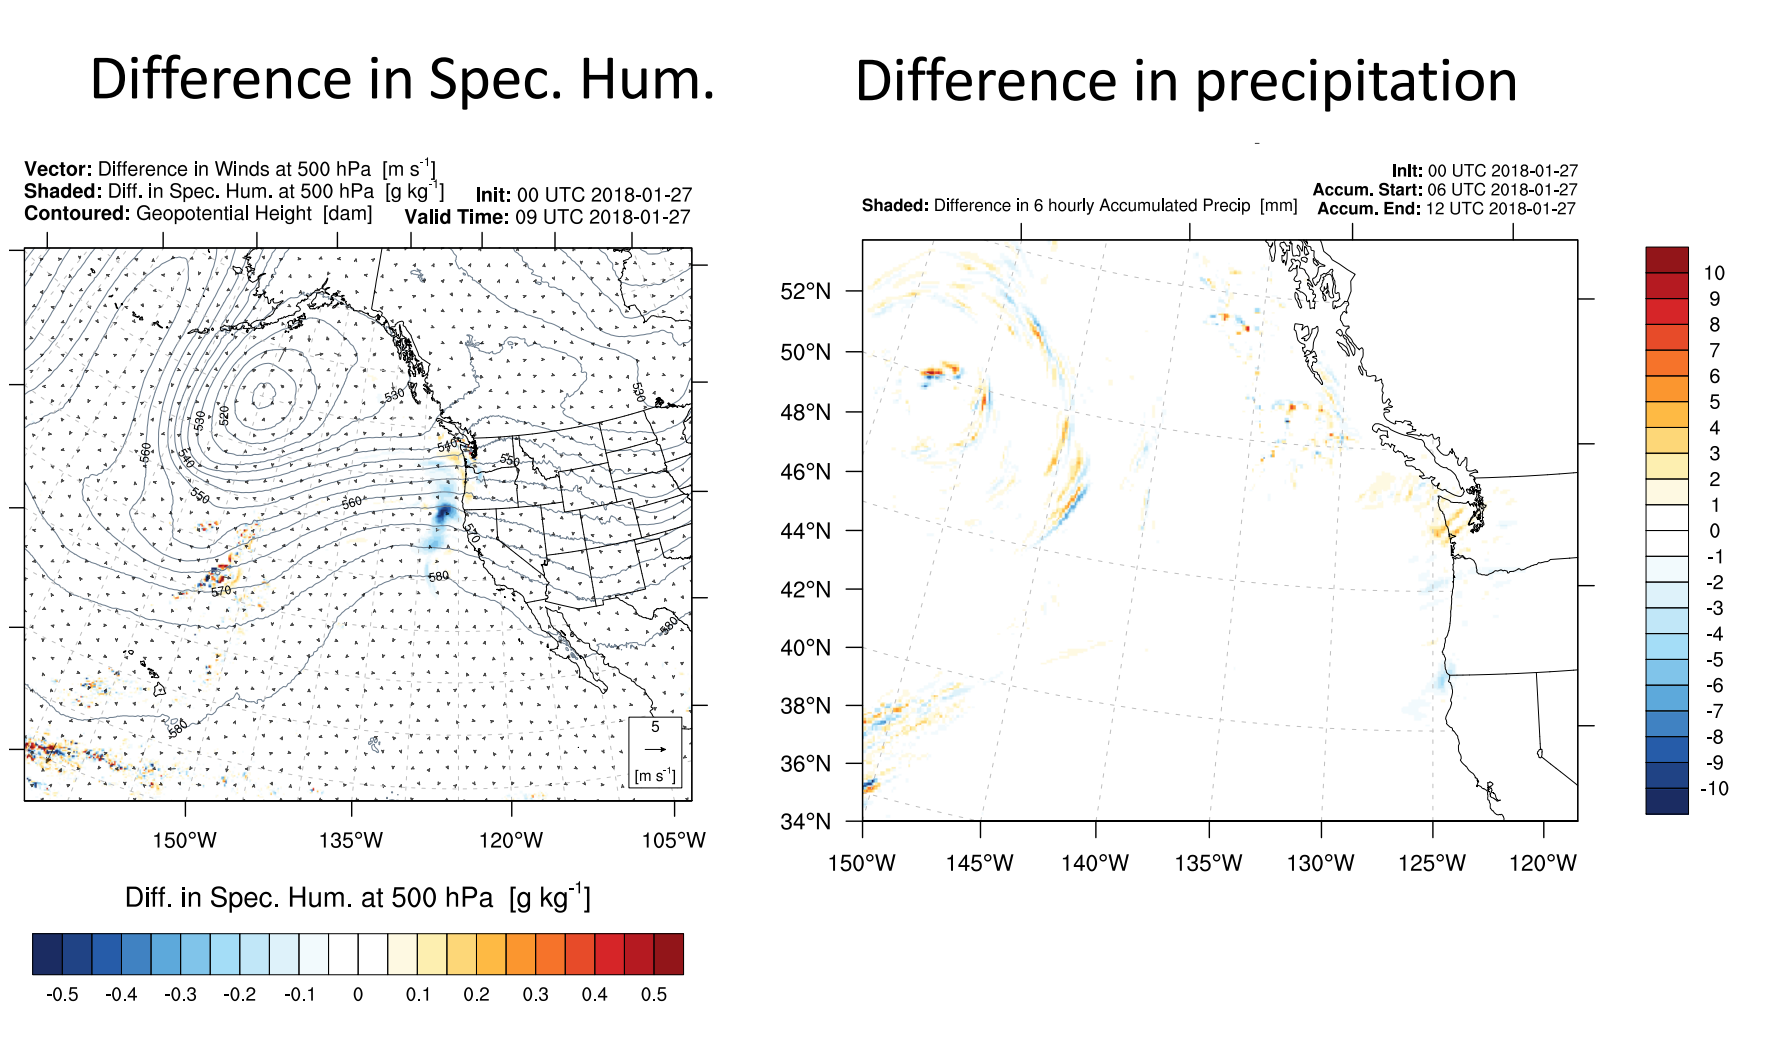 Difference in Spec. Hum.
Difference in precipitation
Vector: Difference in Winds at 500 hPa [m s-1]
Shaded: Diff. in Spec. Hum. at 500 hPa [g kg-1]
Contoured: Geopotential Height [dam]
Init: 00 UTC 2018-01-27
Valid Time: 09 UTC 2018-01-27
530
530
520
530
560
540
540
550
550
560
570
570
580
580
580
5
[m s-1]
150°W 135°W 120°W 105°W
Diff. in Spec. Hum. at 500 hPa [g kg-1]
-0.5 -0.4 -0.3 -0.2 -0.1 0 0.1 0.2 0.3 0.4 0.5
Init: 00 UTC 2018-01-27
Accum. Start: 06 UTC 2018-01-27
Shaded: Difference in 6 hourly Accumulated Precip [mm]
Accum. End: 12 UTC 2018-01-27
52°N
50°N
48°N
46°N
44°N
42°N
40°N
38°N
36°N
34°N
150°W 145°W 140°W 135°W 130°W 125°W 120°W
10
9
8
7
6
5
4
3
2
1
0
-1
-2
-3
-4
-5
-6
-7
-8
-9
-10